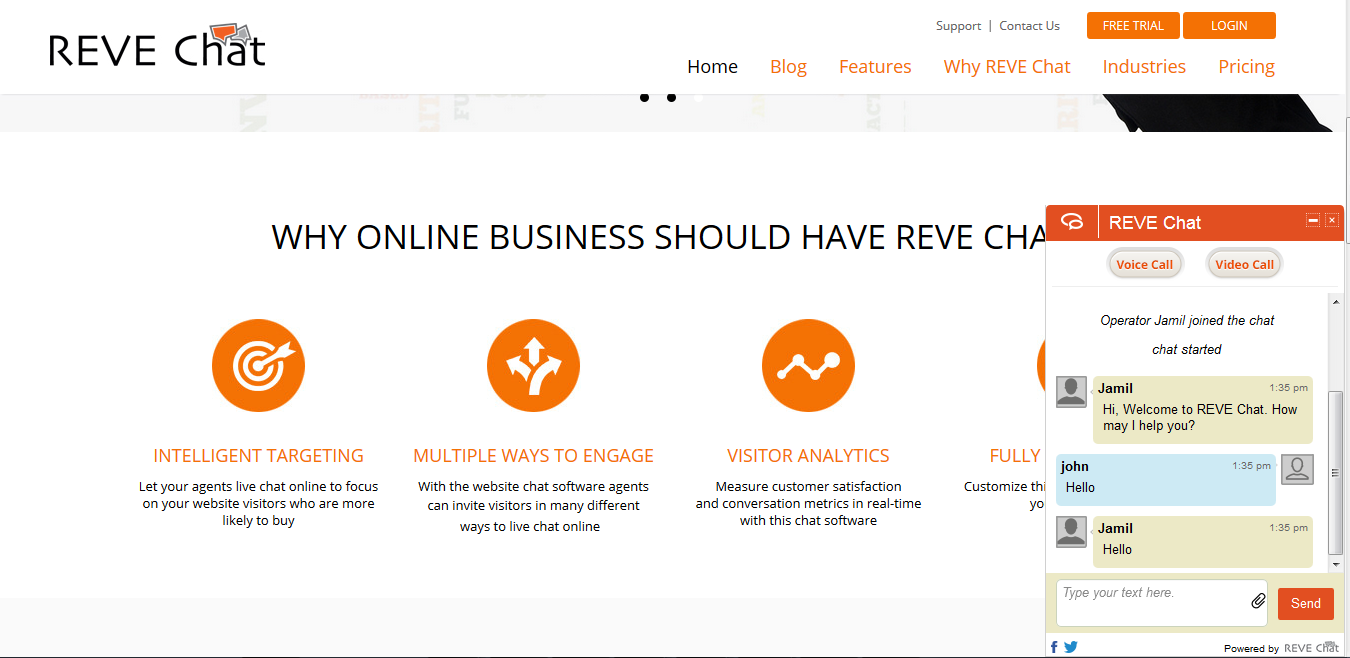 REVE Chat
Support | Contact Us
FREE TRIAL
LOGIN
Home
Blog
Features
Why REVE Chat
Industries
Pricing
WHY ONLINE BUSINESS SHOULD HAVE REVE CHA
INTELLIGENT TARGETING
Let your agents live chat online to focus
on your website visitors who are more
likely to buy
MULTIPLE WAYS TO ENGAGE
With the website chat software agents
can invite visitors in many different
ways to live chat online
VISITOR ANALYTICS
Measure customer satisfaction
and conversation metrics in real-time
with this chat software
FULLY
Customize thi
yo
REVE Chat
Voice Call
Video Call
Operator Jamil joined the chat
chat started
Jamil 1:35 pm
Hi, Welcome to REVE Chat. How
may I help you?
john 1:35 pm
Hello
Jamil 1:35 pm
Hello
Type your text here.
Send
Powered by REVE Chat